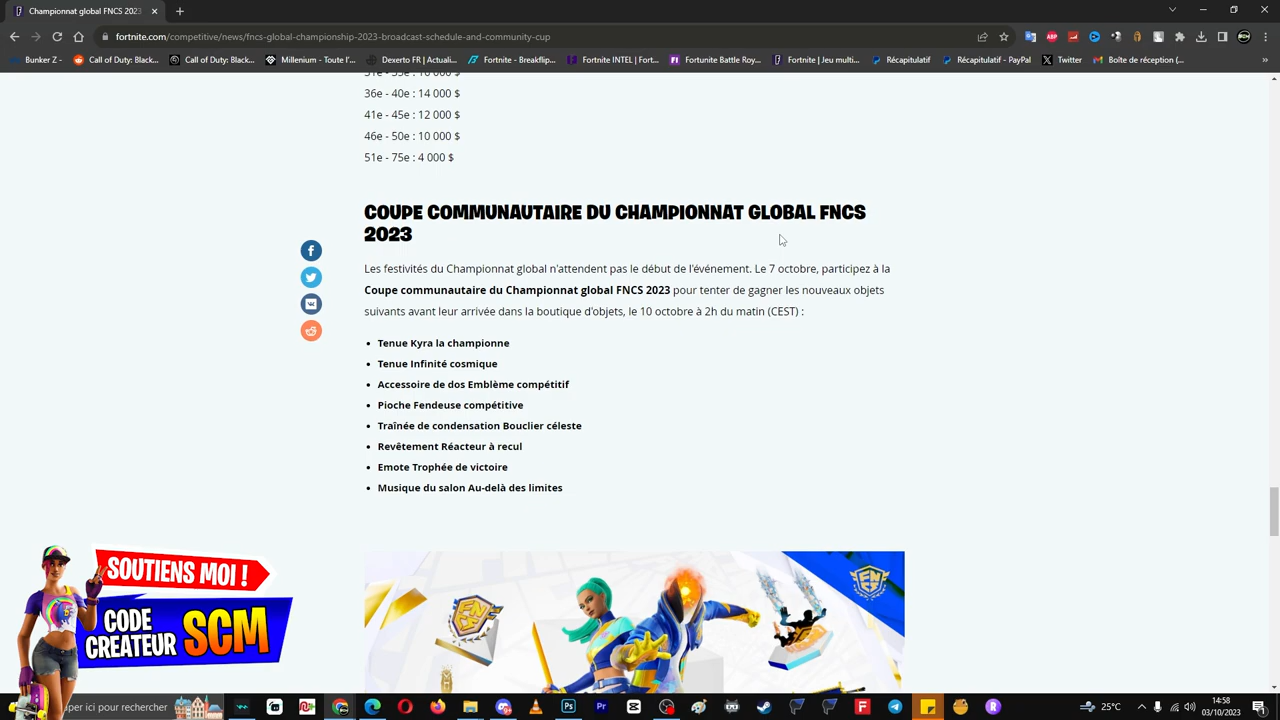 Championnat global FNCS 2023
fortnite.com/competitive/news/fncs-global-championship-2023-broadcast-schedule-and-community-cup
Bunker Z - Call of Duty: Black... Call of Duty: Black... Millenium - Toute l'... Dexerto FR | Actuali... Fortnite - Breakflip... Fortnite INTEL | Fort... Fortunite Battle Roy... Fortnite | Jeu multi... Récapitulatif Récapitulatif - PayPal Twitter Boîte de réception (...
36e - 40e : 14 000 $
41e - 45e : 12 000 $
46e - 50e : 10 000 $
51e - 75e : 4 000 $
COUPE COMMUNAUTAIRE DU CHAMPIONNAT GLOBAL FNCS
2023
Les festivités du Championnat global n'attendent pas le début de l'événement. Le 7 octobre, participez à la
Coupe communautaire du Championnat global FNCS 2023 pour tenter de gagner les nouveaux objets
suivants avant leur arrivée dans la boutique d'objets, le 10 octobre à 2h du matin (CEST) :
• Tenue Kyra la championne
• Tenue Infinité cosmique
• Accessoire de dos Emblème compétitif
• Pioche Fendeuse compétitive
• Traînée de condensation Bouclier céleste
• Revêtement Réacteur à recul
• Emote Trophée de victoire
• Musique du salon Au-delà des limites
SOUTIENS MOI !
CODE
CREATEUR SCM
FNCS
per ici pour rechercher
25°C
14:58
03/10/2023